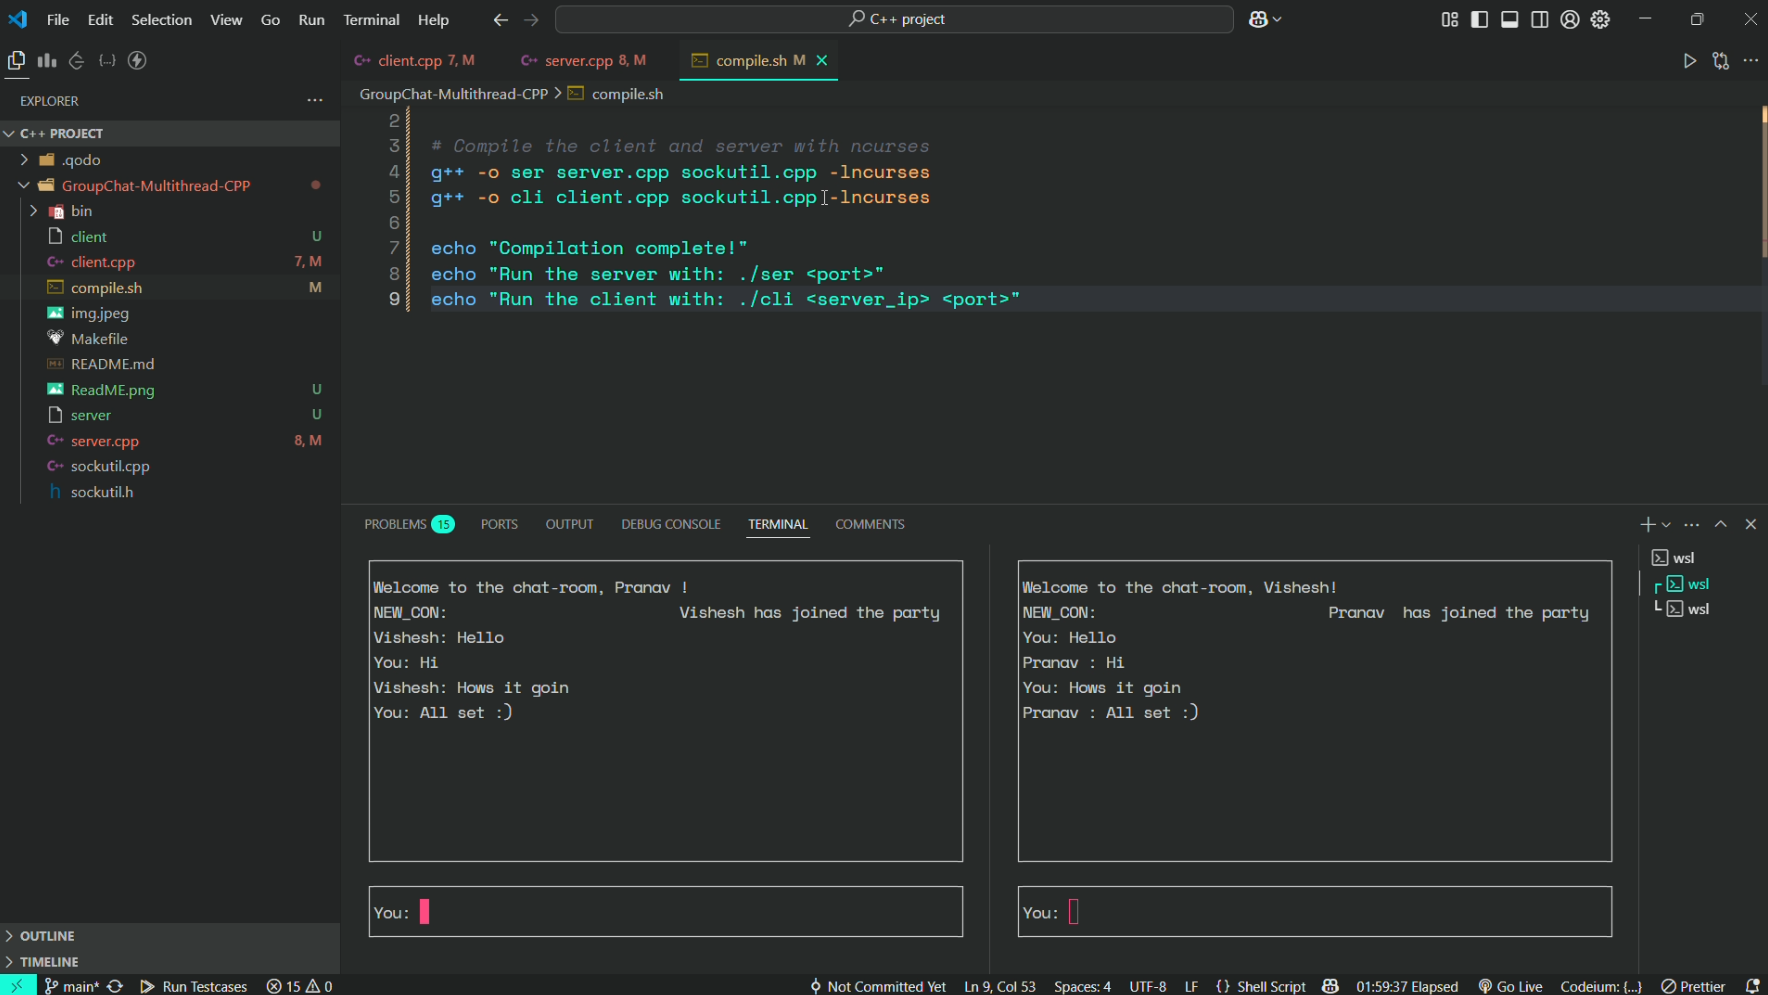 File Edit Selection View Go Run Terminal Help
C++ project
EXPLORER
C++ PROJECT
.qodo
GroupChat-Multithread-CPP
bin
client U
client.cpp 7, M
compile.sh M
img.jpeg
Makefile
README.md
ReadME.png U
server U
server.cpp 8, M
sockutil.cpp
sockutil.h
OUTLINE
TIMELINE
client.cpp 7, M
server.cpp 8, M
compile.sh M
GroupChat-Multithread-CPP > compile.sh
2
3 # Compile the client and server with ncurses
4 g++ -o ser server.cpp sockutil.cpp -lncurses
5 g++ -o cli client.cpp sockutil.cpp -lncurses
6
7 echo "Compilation complete!"
8 echo "Run the server with: ./ser <port>"
9 echo "Run the client with: ./cli <server_ip> <port>"
PROBLEMS 15 PORTS OUTPUT DEBUG CONSOLE TERMINAL COMMENTS
Welcome to the chat-room, Pranav !
NEW_CON: Vishesh has joined the party
Vishesh: Hello
You: Hi
Vishesh: Hows it goin
You: All set :)
You:
Welcome to the chat-room, Vishesh!
NEW_CON: Pranav  has joined the party
You: Hello
Pranav : Hi
You: Hows it goin
Pranav : All set :)
You:
wsl
wsl
wsl
main* Run Testcases 15 0 Not Committed Yet Ln 9, Col 53 Spaces: 4 UTF-8 LF {} Shell Script 01:59:37 Elapsed Go Live Codeium: {...} Prettier